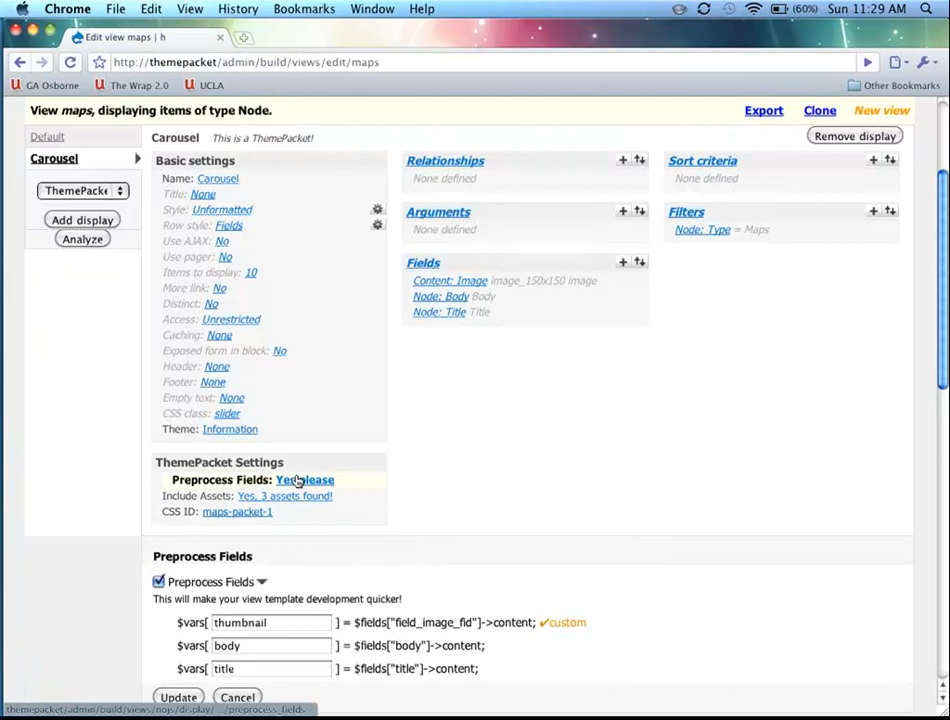 Chrome File Edit View History Bookmarks Window Help (60%) Sun 11:29 AM
Edit view maps | h
http://themepacket/admin/build/views/edit/maps
GA Osborne The Wrap 2.0 UCLA Other Bookmarks
View maps, displaying items of type Node. Export Clone New view
Default
Carousel
ThemePacke
Add display
Analyze
Carousel This is a ThemePacket! Remove display
Basic settings
Name: Carousel
Title: None
Style: Unformatted
Row style: Fields
Use AJAX: No
Use pager: No
Items to display: 10
More link: No
Distinct: No
Access: Unrestricted
Caching: None
Exposed form in block: No
Header: None
Footer: None
Empty text: None
CSS class: slider
Theme: Information
ThemePacket Settings
Preprocess Fields: Yes please
Include Assets: Yes, 3 assets found!
CSS ID: maps-packet-1
Relationships
None defined
Arguments
None defined
Fields
Content: Image image_150x150 image
Node: Body Body
Node: Title Title
Sort criteria
None defined
Filters
Node: Type = Maps
Preprocess Fields
Preprocess Fields
This will make your view template development quicker!
$vars[ thumbnail ] = $fields["field_image_fid"]->content; ✔custom
$vars[ body ] = $fields["body"]->content;
$vars[ title ] = $fields["title"]->content;
Update Cancel
themepacket/admin/build/views/nojs/display/.../preprocess_fields